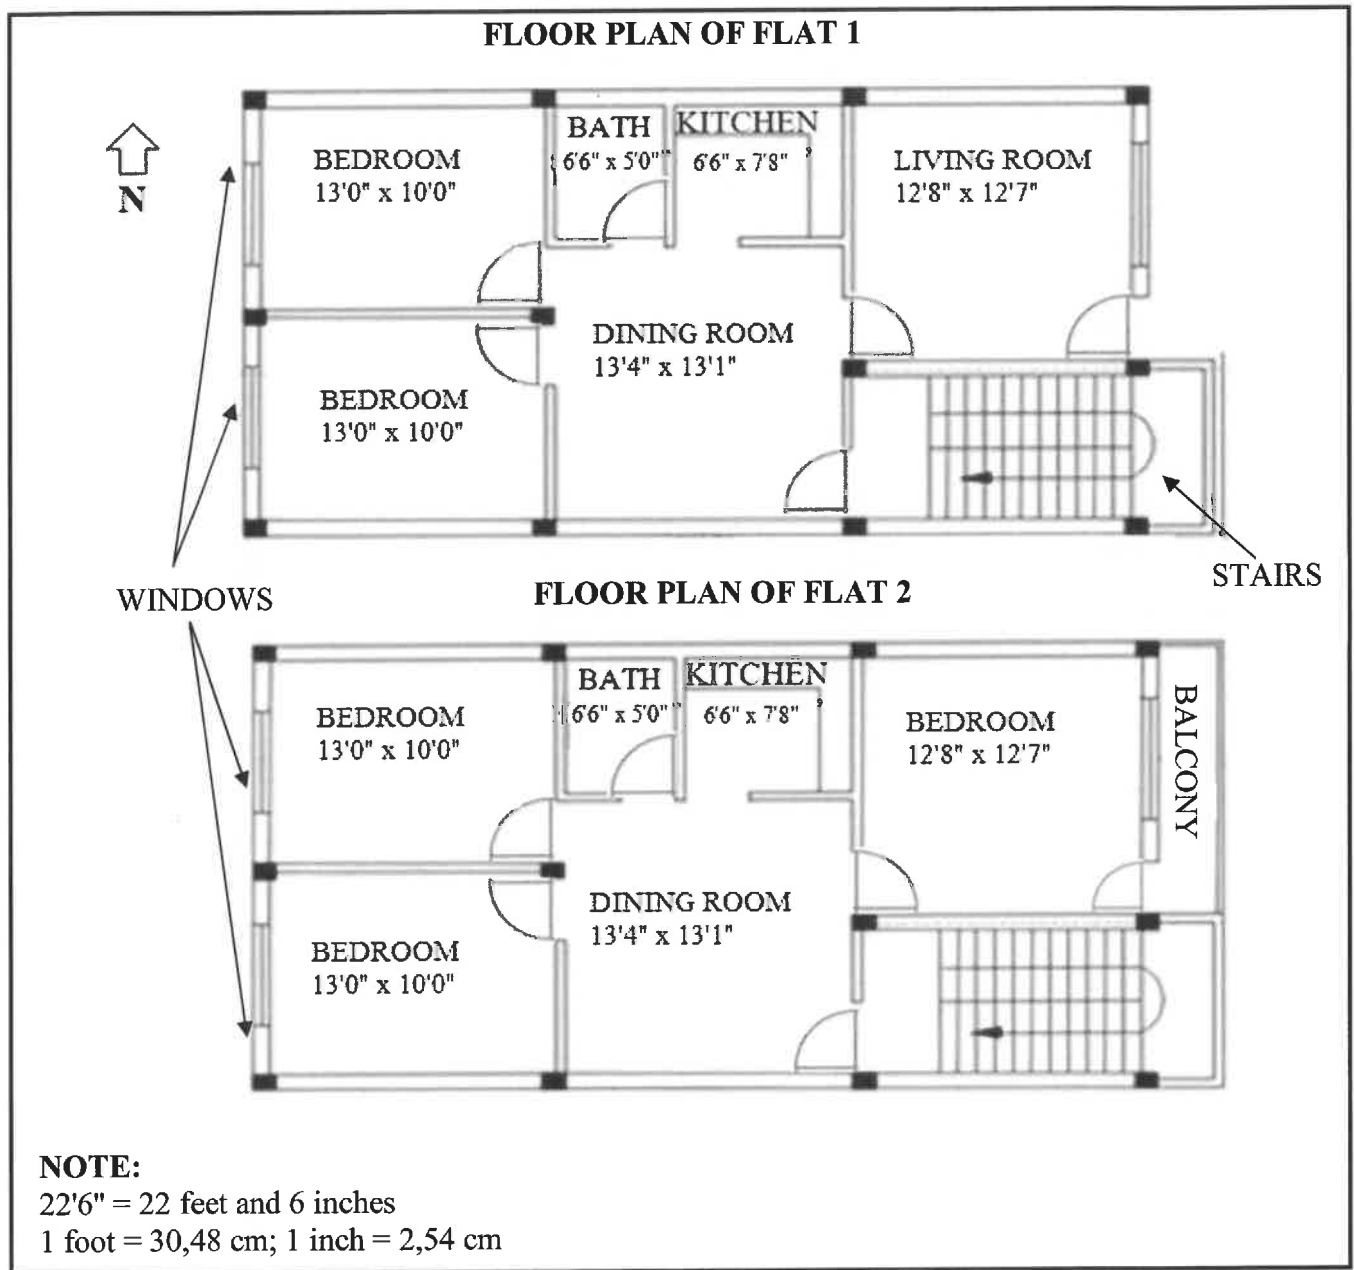 FLOOR PLAN OF FLAT 1
N
BEDROOM
13'0" x 10'0"
BATH
6'6" x 5'0"
KITCHEN
6'6" x 7'8"
LIVING ROOM
12'8" x 12'7"
DINING ROOM
13'4" x 13'1"
BEDROOM
13'0" x 10'0"
WINDOWS
STAIRS
FLOOR PLAN OF FLAT 2
BEDROOM
13'0" x 10'0"
BATH
6'6" x 5'0"
KITCHEN
6'6" x 7'8"
BEDROOM
12'8" x 12'7"
BALCONY
DINING ROOM
13'4" x 13'1"
BEDROOM
13'0" x 10'0"
NOTE:
22'6" = 22 feet and 6 inches
1 foot = 30,48 cm; 1 inch = 2,54 cm